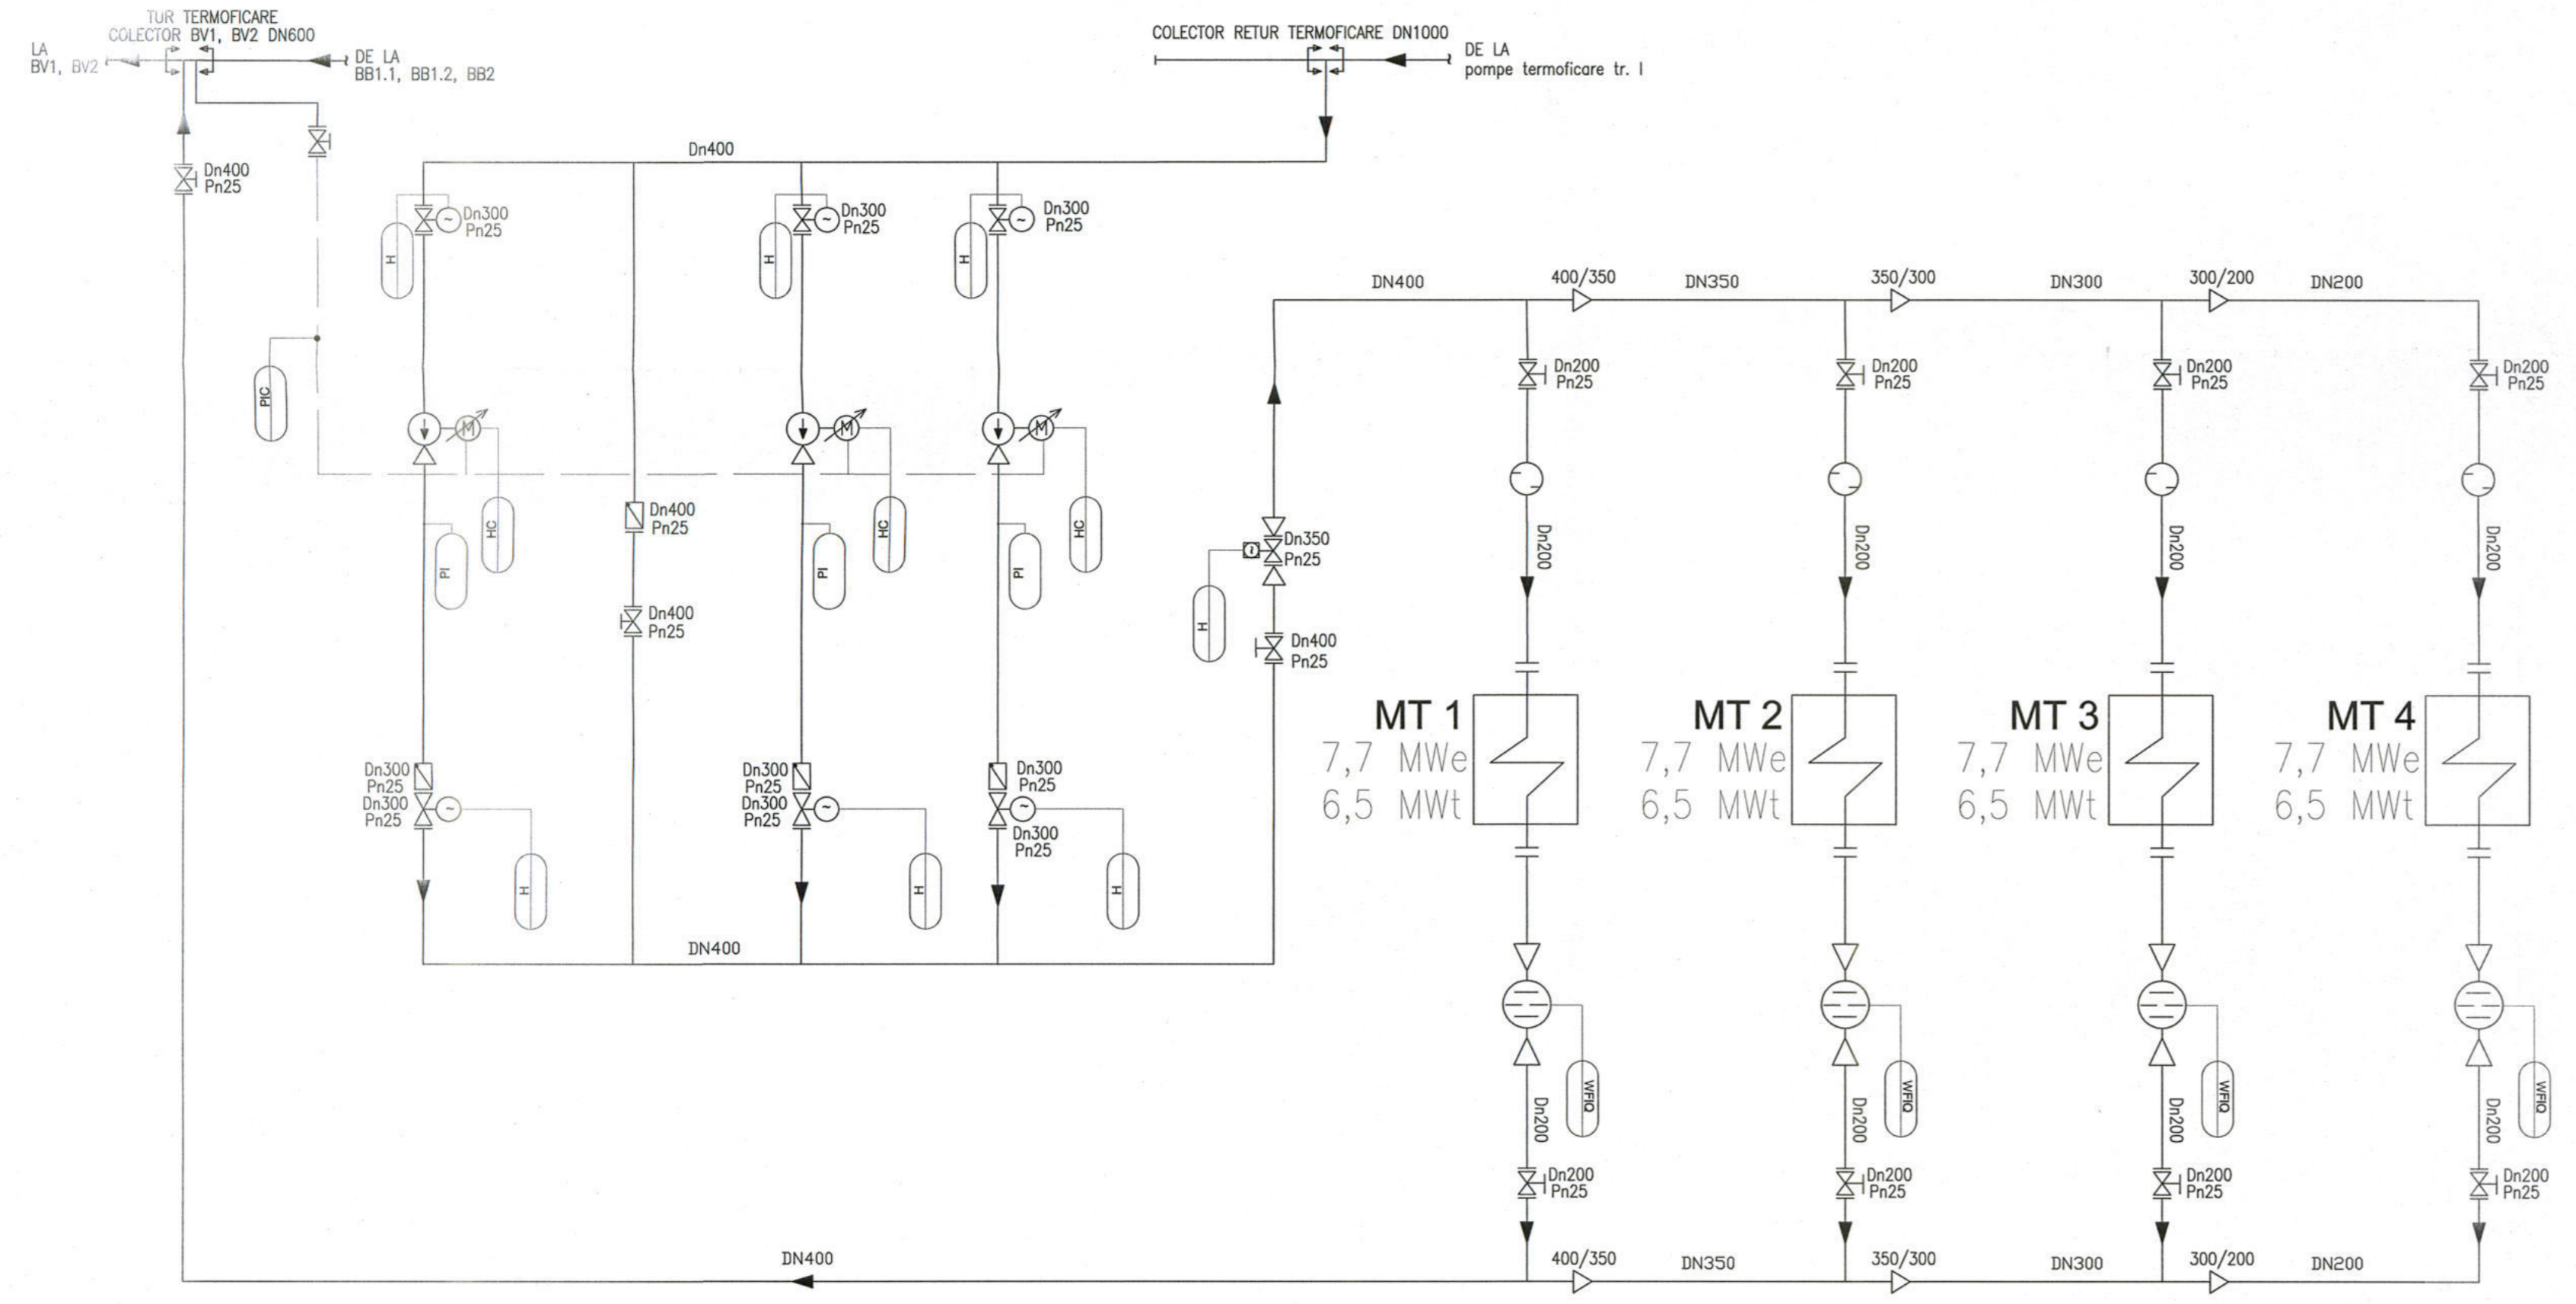 TUR TERMOFICARE
COLECTOR BV1, BV2 DN600
LA
BV1, BV2
DE LA
BB1.1, BB1.2, BB2
COLECTOR RETUR TERMOFICARE DN1000
DE LA
pompe termoficare tr. I
Dn400
Dn400
Pn25
Dn300
Pn25
Dn300
Pn25
Dn300
Pn25
H
H
H
DN400
400/350
DN350
350/300
DN300
300/200
DN200
PIC
Dn200
Pn25
Dn200
Pn25
Dn200
Pn25
Dn200
Pn25
M
M
M
HC
HC
HC
Dn400
Pn25
PI
PI
PI
Dn350
Pn25
Dn200
Dn200
Dn200
Dn200
H
Dn400
Pn25
Dn400
Pn25
MT 1
7,7 MWe
6,5 MWt
MT 2
7,7 MWe
6,5 MWt
MT 3
7,7 MWe
6,5 MWt
MT 4
7,7 MWe
6,5 MWt
Dn300
Pn25
Dn300
Pn25
Dn300
Pn25
Dn300
Pn25
Dn300
Pn25
Dn300
Pn25
H
H
H
DN400
WFIQ
WFIQ
WFIQ
WFIQ
Dn200
Dn200
Dn200
Dn200
Dn200
Pn25
Dn200
Pn25
Dn200
Pn25
Dn200
Pn25
DN400
400/350
DN350
350/300
DN300
300/200
DN200